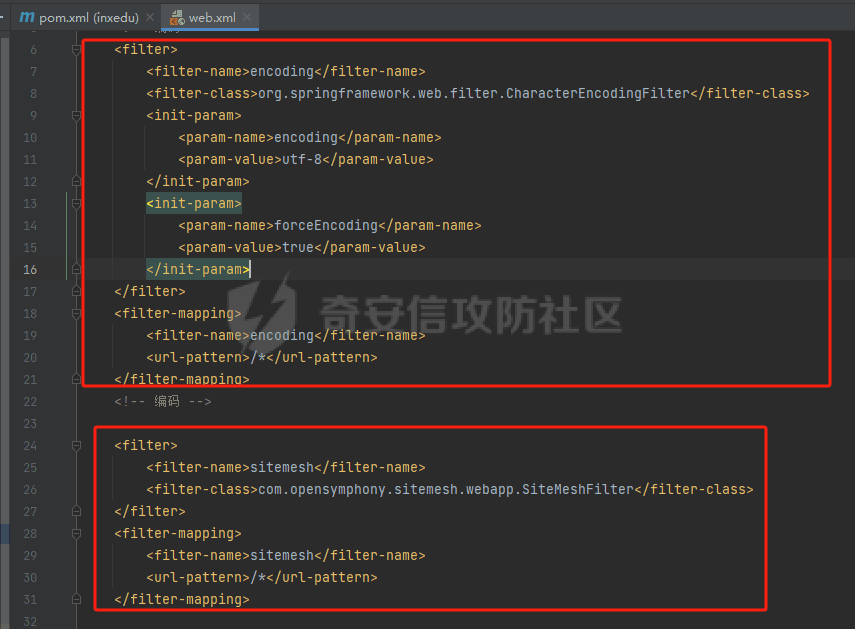 pom.xml (inxedu) web.xml
6 <filter>
7 <filter-name>encoding</filter-name>
8 <filter-class>org.springframework.web.filter.CharacterEncodingFilter</filter-class>
9 <init-param>
10 <param-name>encoding</param-name>
11 <param-value>utf-8</param-value>
12 </init-param>
13 <init-param>
14 <param-name>forceEncoding</param-name>
15 <param-value>true</param-value>
16 </init-param>
17 </filter>
18 <filter-mapping>
奇安信攻防社区
19 <filter-name>encoding</filter-name>
20 <url-pattern>/*</url-pattern>
21 </filter-mapping>
22 <!-- 编码 -->
23
24 <filter>
25 <filter-name>sitemesh</filter-name>
26 <filter-class>com.opensymphony.sitemesh.webapp.SiteMeshFilter</filter-class>
27 </filter>
28 <filter-mapping>
29 <filter-name>sitemesh</filter-name>
30 <url-pattern>/*</url-pattern>
31 </filter-mapping>
32